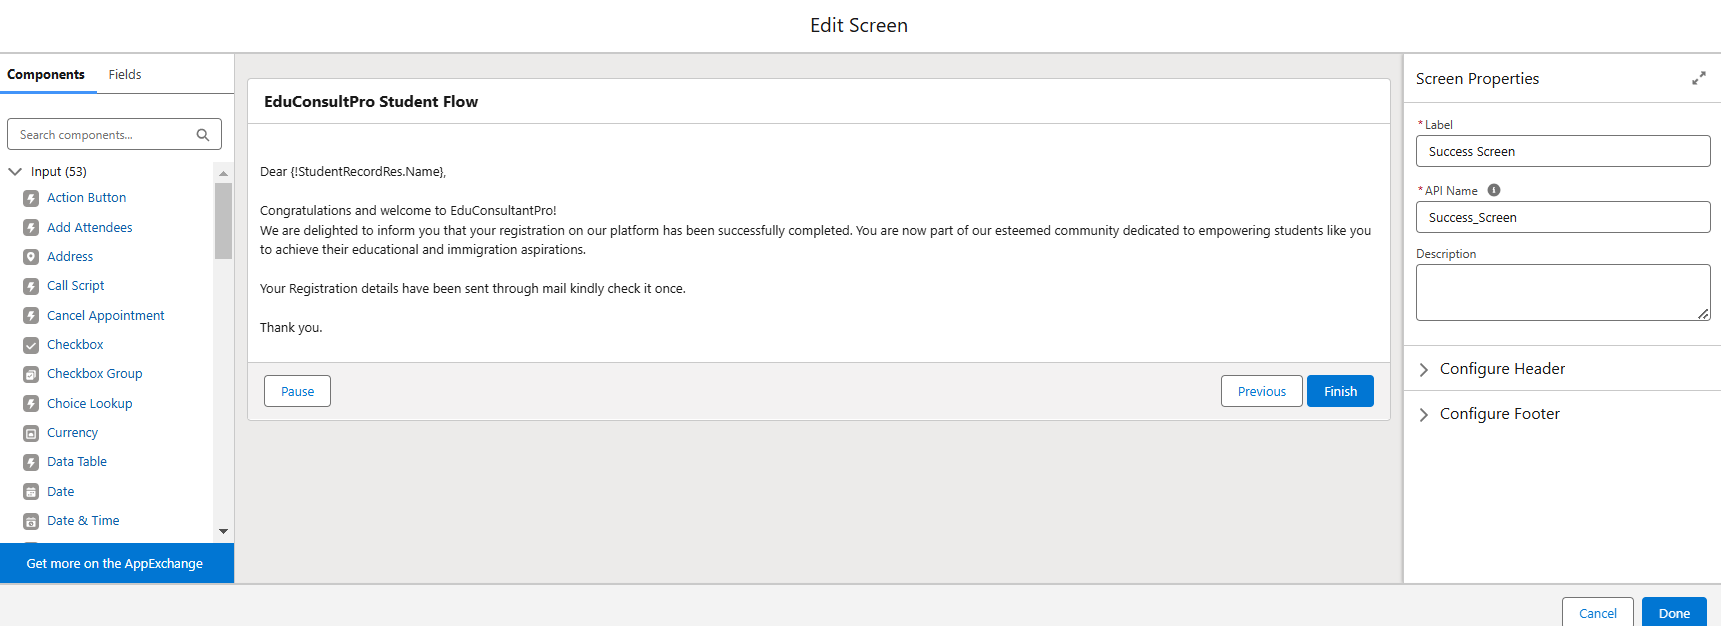 Edit Screen
Components
Fields
Search components...
Input (53)
Action Button
Add Attendees
Address
Call Script
Cancel Appointment
Checkbox
Checkbox Group
Choice Lookup
Currency
Data Table
Date
Date & Time
Get more on the AppExchange
EduConsultPro Student Flow
Dear {!StudentRecordRes.Name},
Congratulations and welcome to EduConsultantPro!
We are delighted to inform you that your registration on our platform has been successfully completed. You are now part of our esteemed community dedicated to empowering students like you
to achieve their educational and immigration aspirations.
Your Registration details have been sent through mail kindly check it once.
Thank you.
Pause
Previous
Finish
Screen Properties
*Label
Success Screen
*API Name
Success_Screen
Description
Configure Header
Configure Footer
Cancel
Done